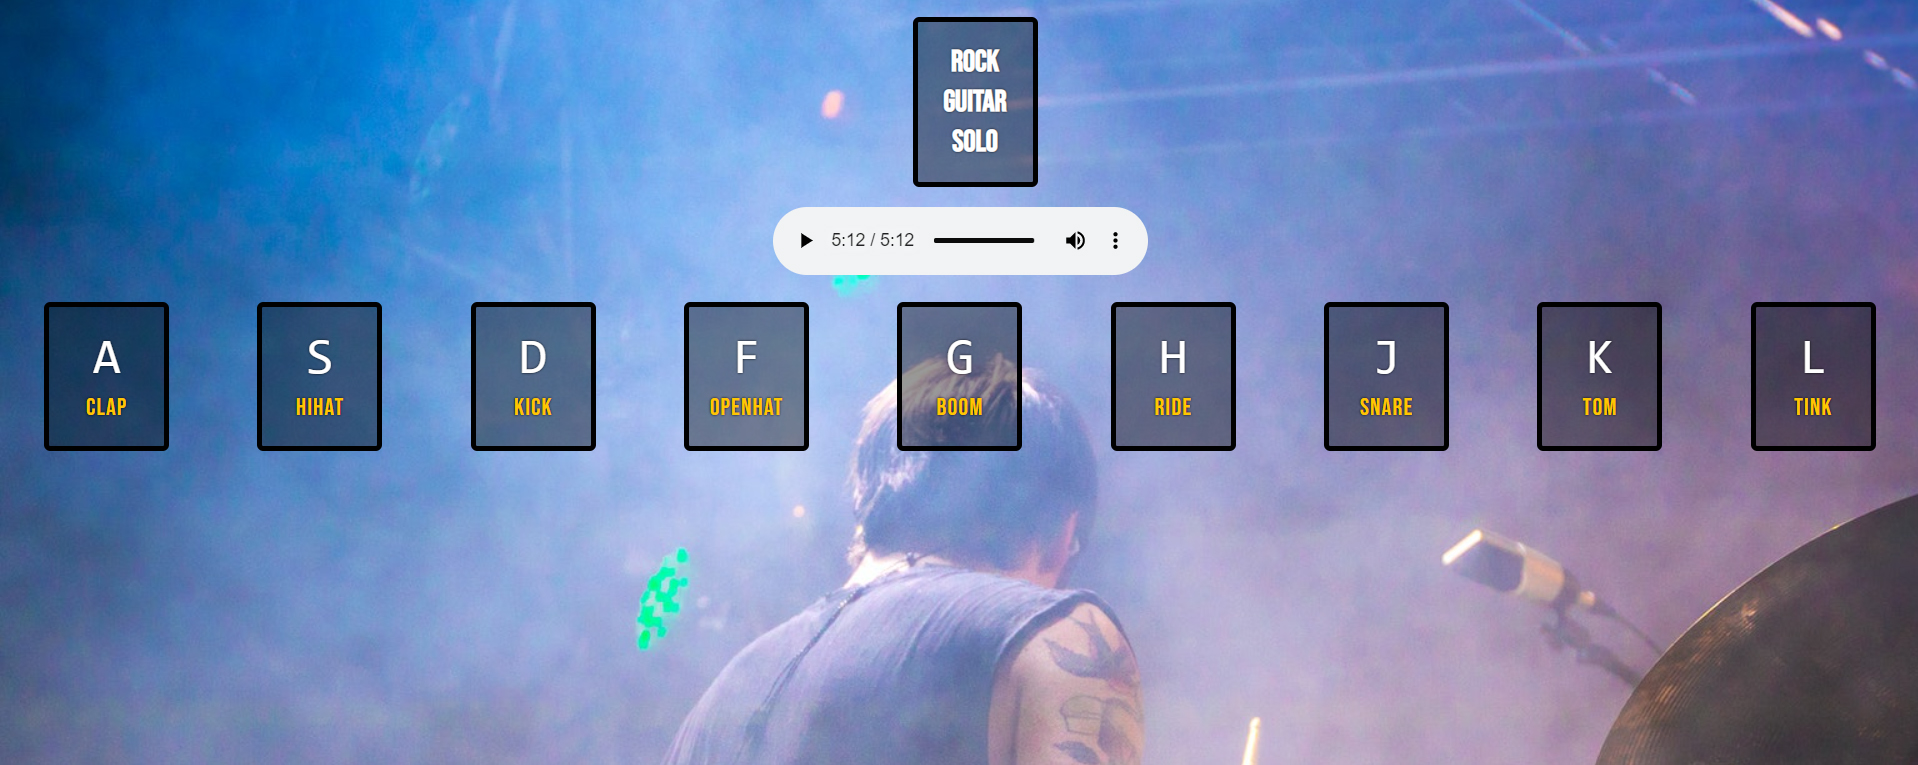 ROCK
GUITAR
SOLO
5:12 / 5:12
A S D F G H J K L
CLAP HIHAT KICK OPENHAT BOOM RIDE SNARE TOM TINK